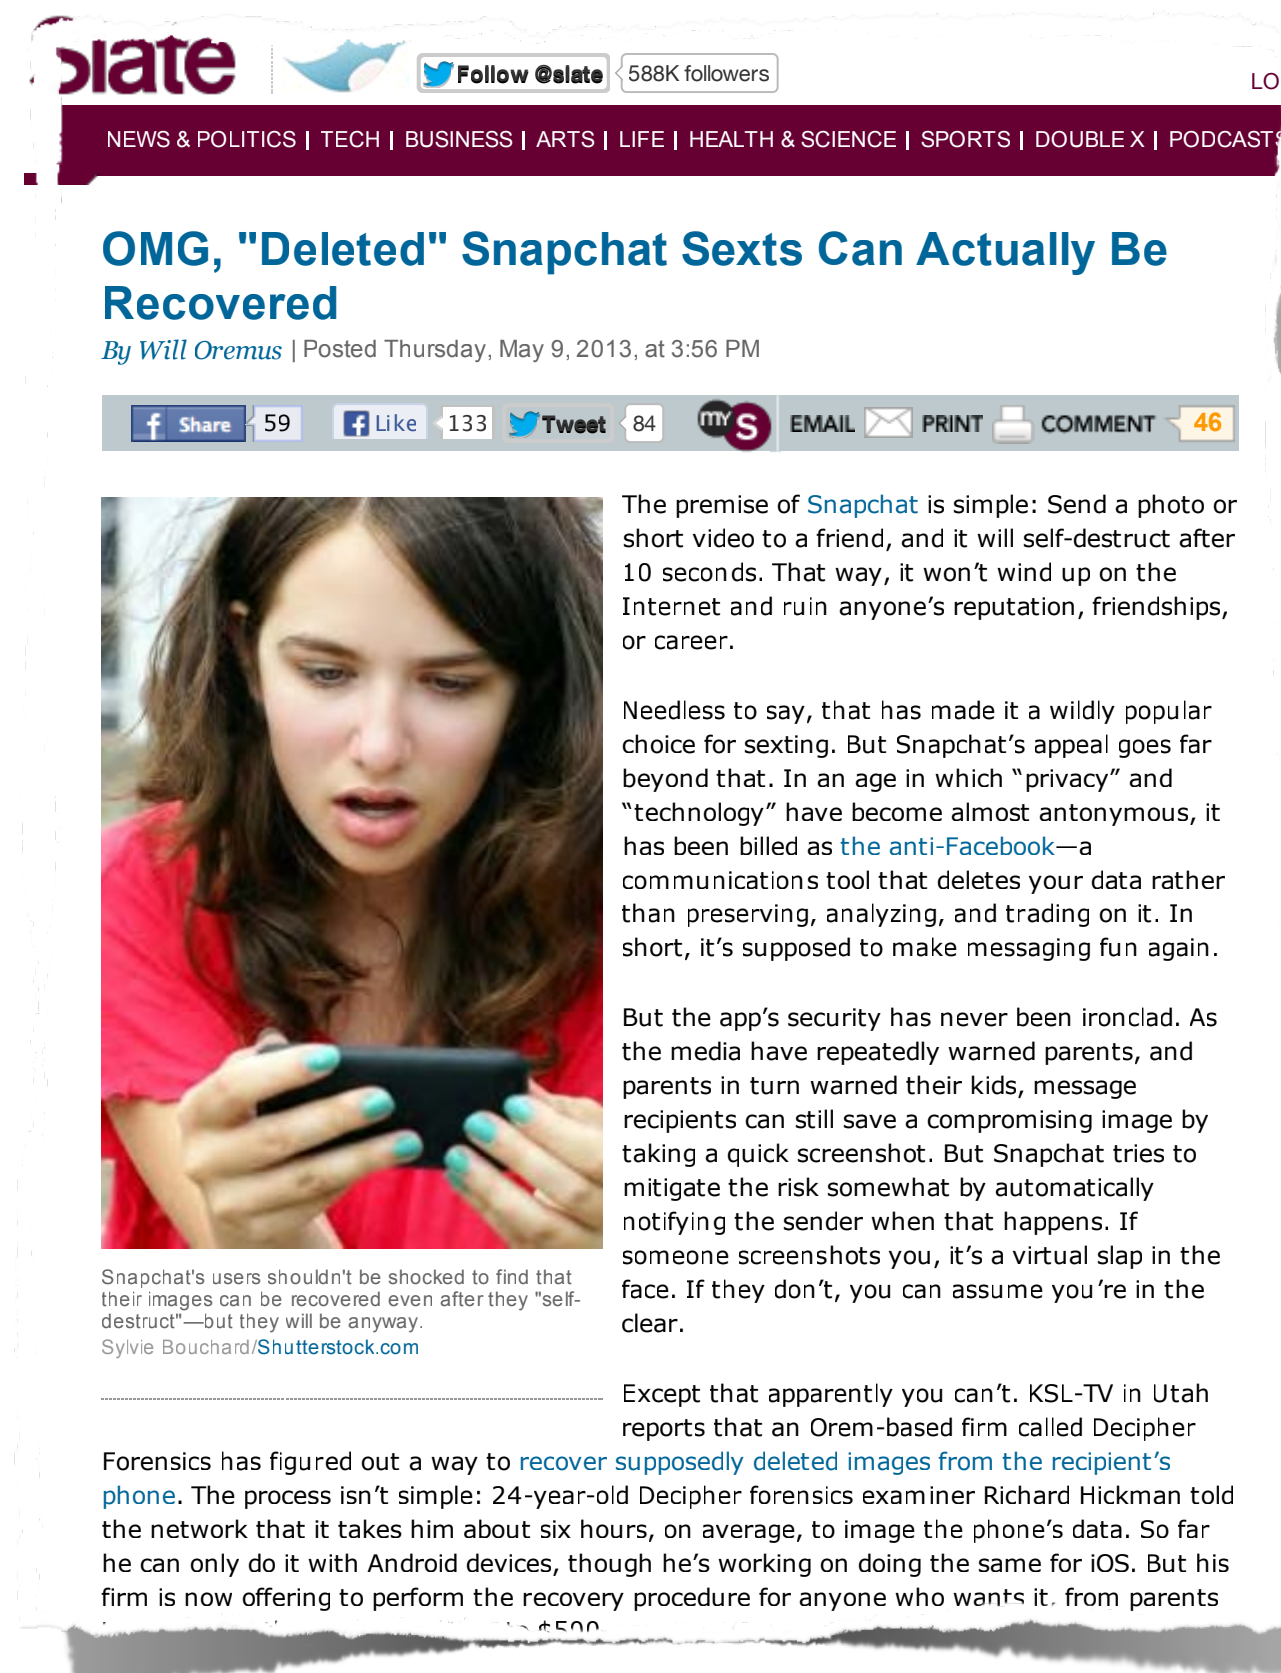 Slate
Follow @slate
588K followers
LO
NEWS & POLITICS | TECH | BUSINESS | ARTS | LIFE | HEALTH & SCIENCE | SPORTS | DOUBLE X | PODCASTS
OMG, "Deleted" Snapchat Sexts Can Actually Be
Recovered
By Will Oremus | Posted Thursday, May 9, 2013, at 3:56 PM
Share 59 Like 133 Tweet 84 my S EMAIL PRINT COMMENT 46
The premise of Snapchat is simple: Send a photo or
short video to a friend, and it will self-destruct after
10 seconds. That way, it won’t wind up on the
Internet and ruin anyone’s reputation, friendships,
or career.
Needless to say, that has made it a wildly popular
choice for sexting. But Snapchat’s appeal goes far
beyond that. In an age in which “privacy” and
“technology” have become almost antonymous, it
has been billed as the anti-Facebook—a
communications tool that deletes your data rather
than preserving, analyzing, and trading on it. In
short, it’s supposed to make messaging fun again.
But the app’s security has never been ironclad. As
the media have repeatedly warned parents, and
parents in turn warned their kids, message
recipients can still save a compromising image by
taking a quick screenshot. But Snapchat tries to
mitigate the risk somewhat by automatically
notifying the sender when that happens. If
someone screenshots you, it’s a virtual slap in the
face. If they don’t, you can assume you’re in the
clear.
Snapchat's users shouldn't be shocked to find that
their images can be recovered even after they "self-
destruct"—but they will be anyway.
Sylvie Bouchard/Shutterstock.com
Except that apparently you can’t. KSL-TV in Utah
reports that an Orem-based firm called Decipher
Forensics has figured out a way to recover supposedly deleted images from the recipient’s
phone. The process isn’t simple: 24-year-old Decipher forensics examiner Richard Hickman told
the network that it takes him about six hours, on average, to image the phone’s data. So far
he can only do it with Android devices, though he’s working on doing the same for iOS. But his
firm is now offering to perform the recovery procedure for anyone who wants it, from parents
$500